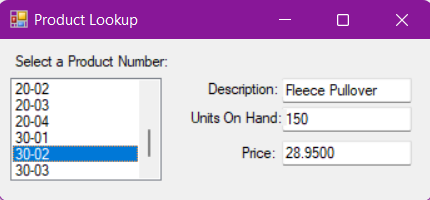 Product Lookup
Select a Product Number:
20-02
20-03
20-04
30-01
30-02
30-03
Description: Fleece Pullover
Units On Hand: 150
Price: 28.9500